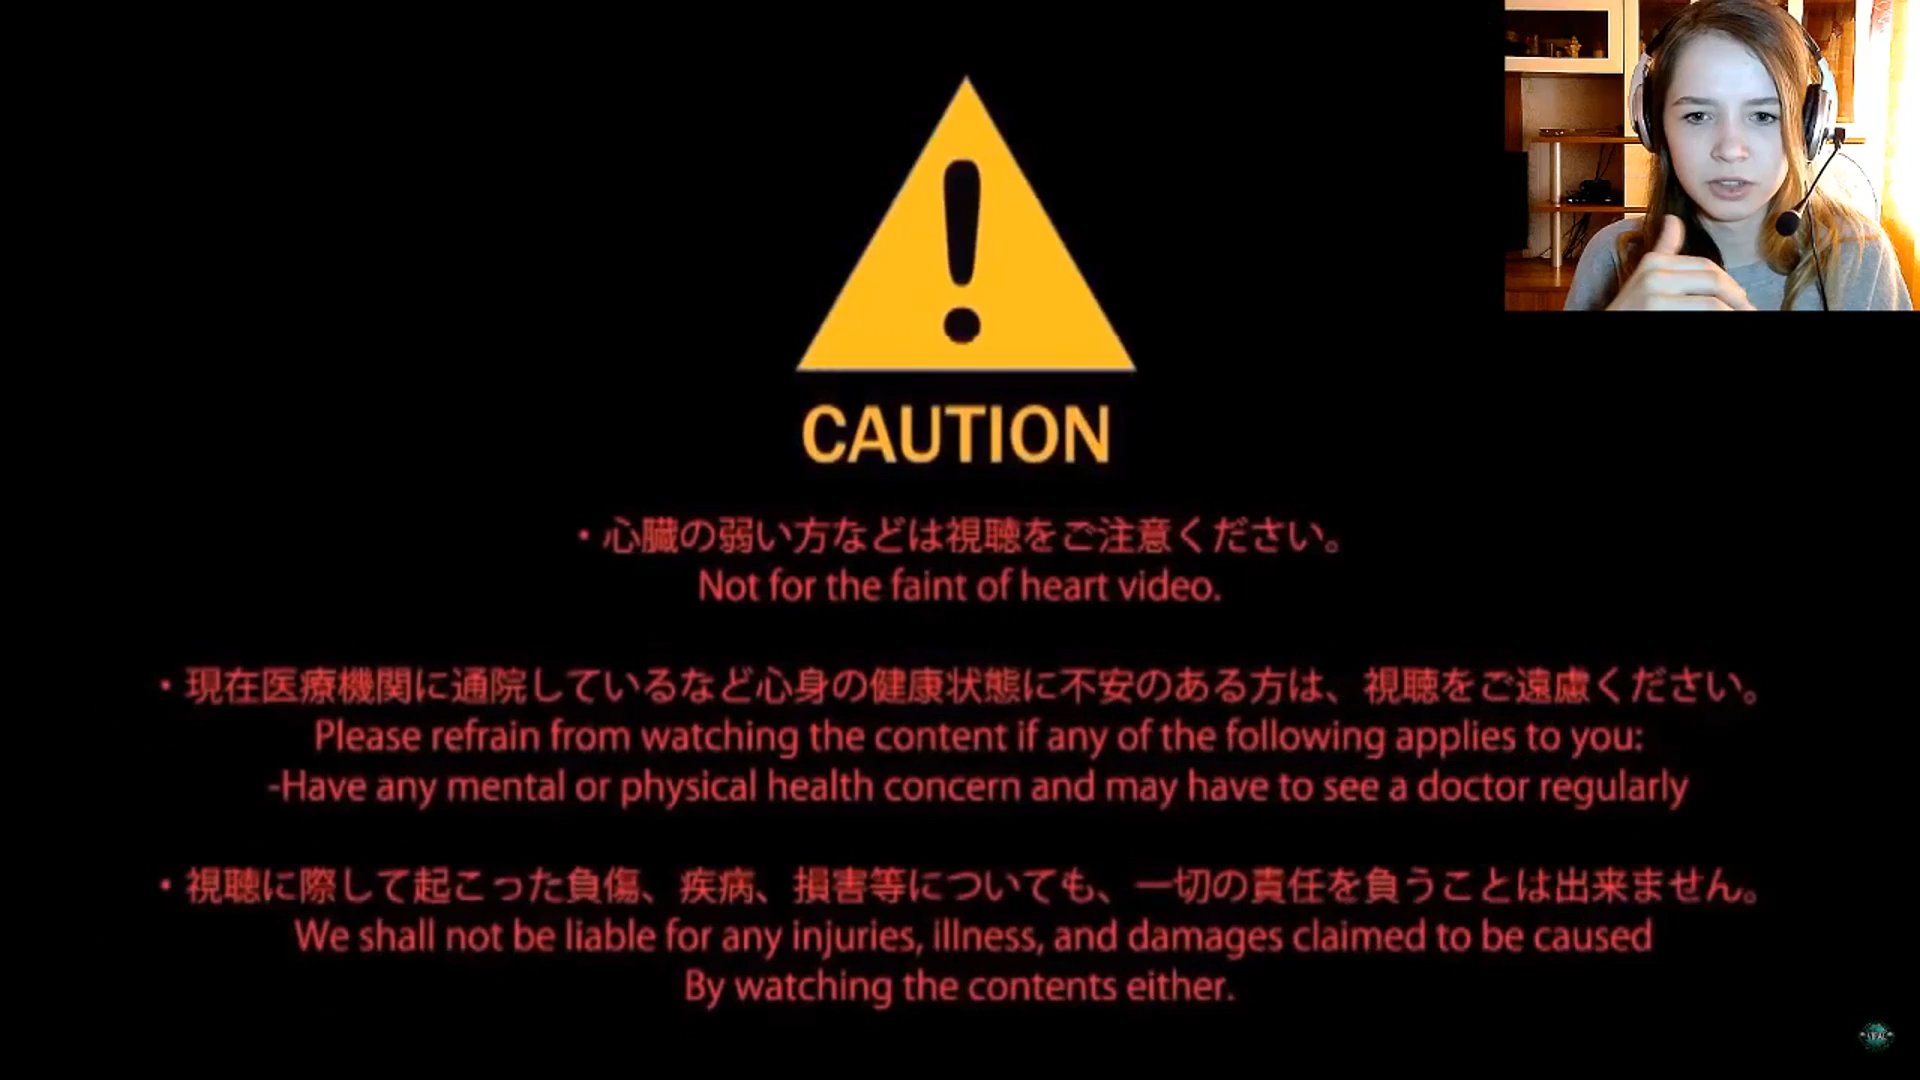 CAUTION
・心臓の弱い方などは視聴をご注意ください。
Not for the faint of heart video.
・現在医療機関に通院しているなど心身の健康状態に不安のある方は、視聴をご遠慮ください。
Please refrain from watching the content if any of the following applies to you:
-Have any mental or physical health concern and may have to see a doctor regularly
・視聴に際して起こった負傷、疾病、損害等についても、一切の責任を負うことは出来ません。
We shall not be liable for any injuries, illness, and damages claimed to be caused
By watching the contents either.